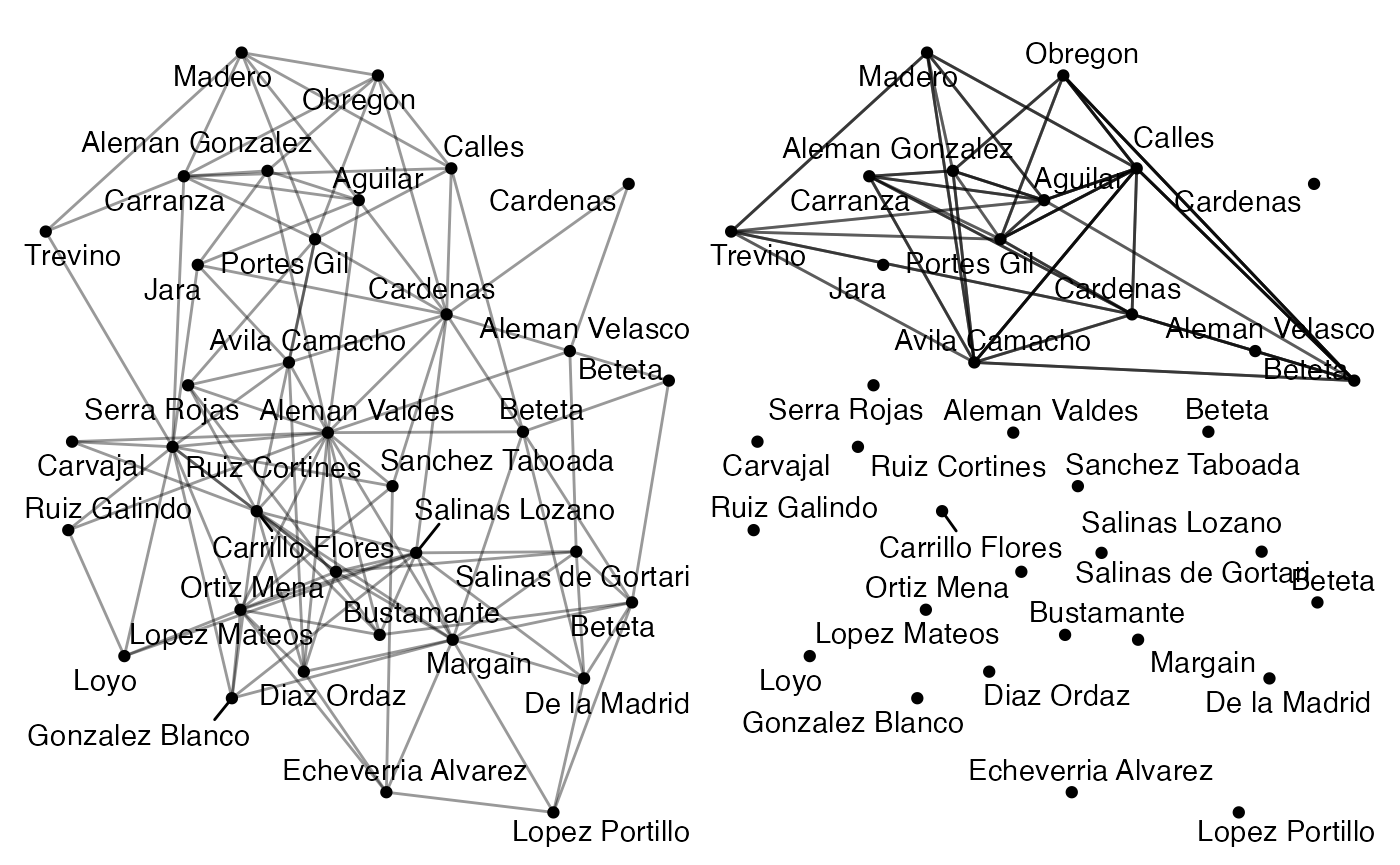 Madero
Obregon
Aleman Gonzalez
Calles
Aguilar
Carranza
Cardenas
Trevino
Portes Gil
Jara
Cardenas
Avila Camacho
Aleman Velasco
Beteta
Serra Rojas
Aleman Valdes
Beteta
Carvajal
Ruiz Cortines
Sanchez Taboada
Ruiz Galindo
Salinas Lozano
Carrillo Flores
Salinas de Gortari
Ortiz Mena
Bustamante
Beteta
Lopez Mateos
Margain
Loyo
Diaz Ordaz
De la Madrid
Gonzalez Blanco
Echeverria Alvarez
Lopez Portillo
Obregon
Madero
Calles
Aleman Gonzalez
Aguilar
Carranza
Cardenas
Trevino
Portes Gil
Jara
Cardenas
Aleman Velasco
Avila Camacho
Beteta
Serra Rojas
Aleman Valdes
Beteta
Carvajal
Ruiz Cortines
Sanchez Taboada
Ruiz Galindo
Salinas Lozano
Carrillo Flores
Salinas de Gortari
Beteta
Ortiz Mena
Bustamante
Lopez Mateos
Margain
Loyo
Diaz Ordaz
De la Madrid
Gonzalez Blanco
Echeverria Alvarez
Lopez Portillo